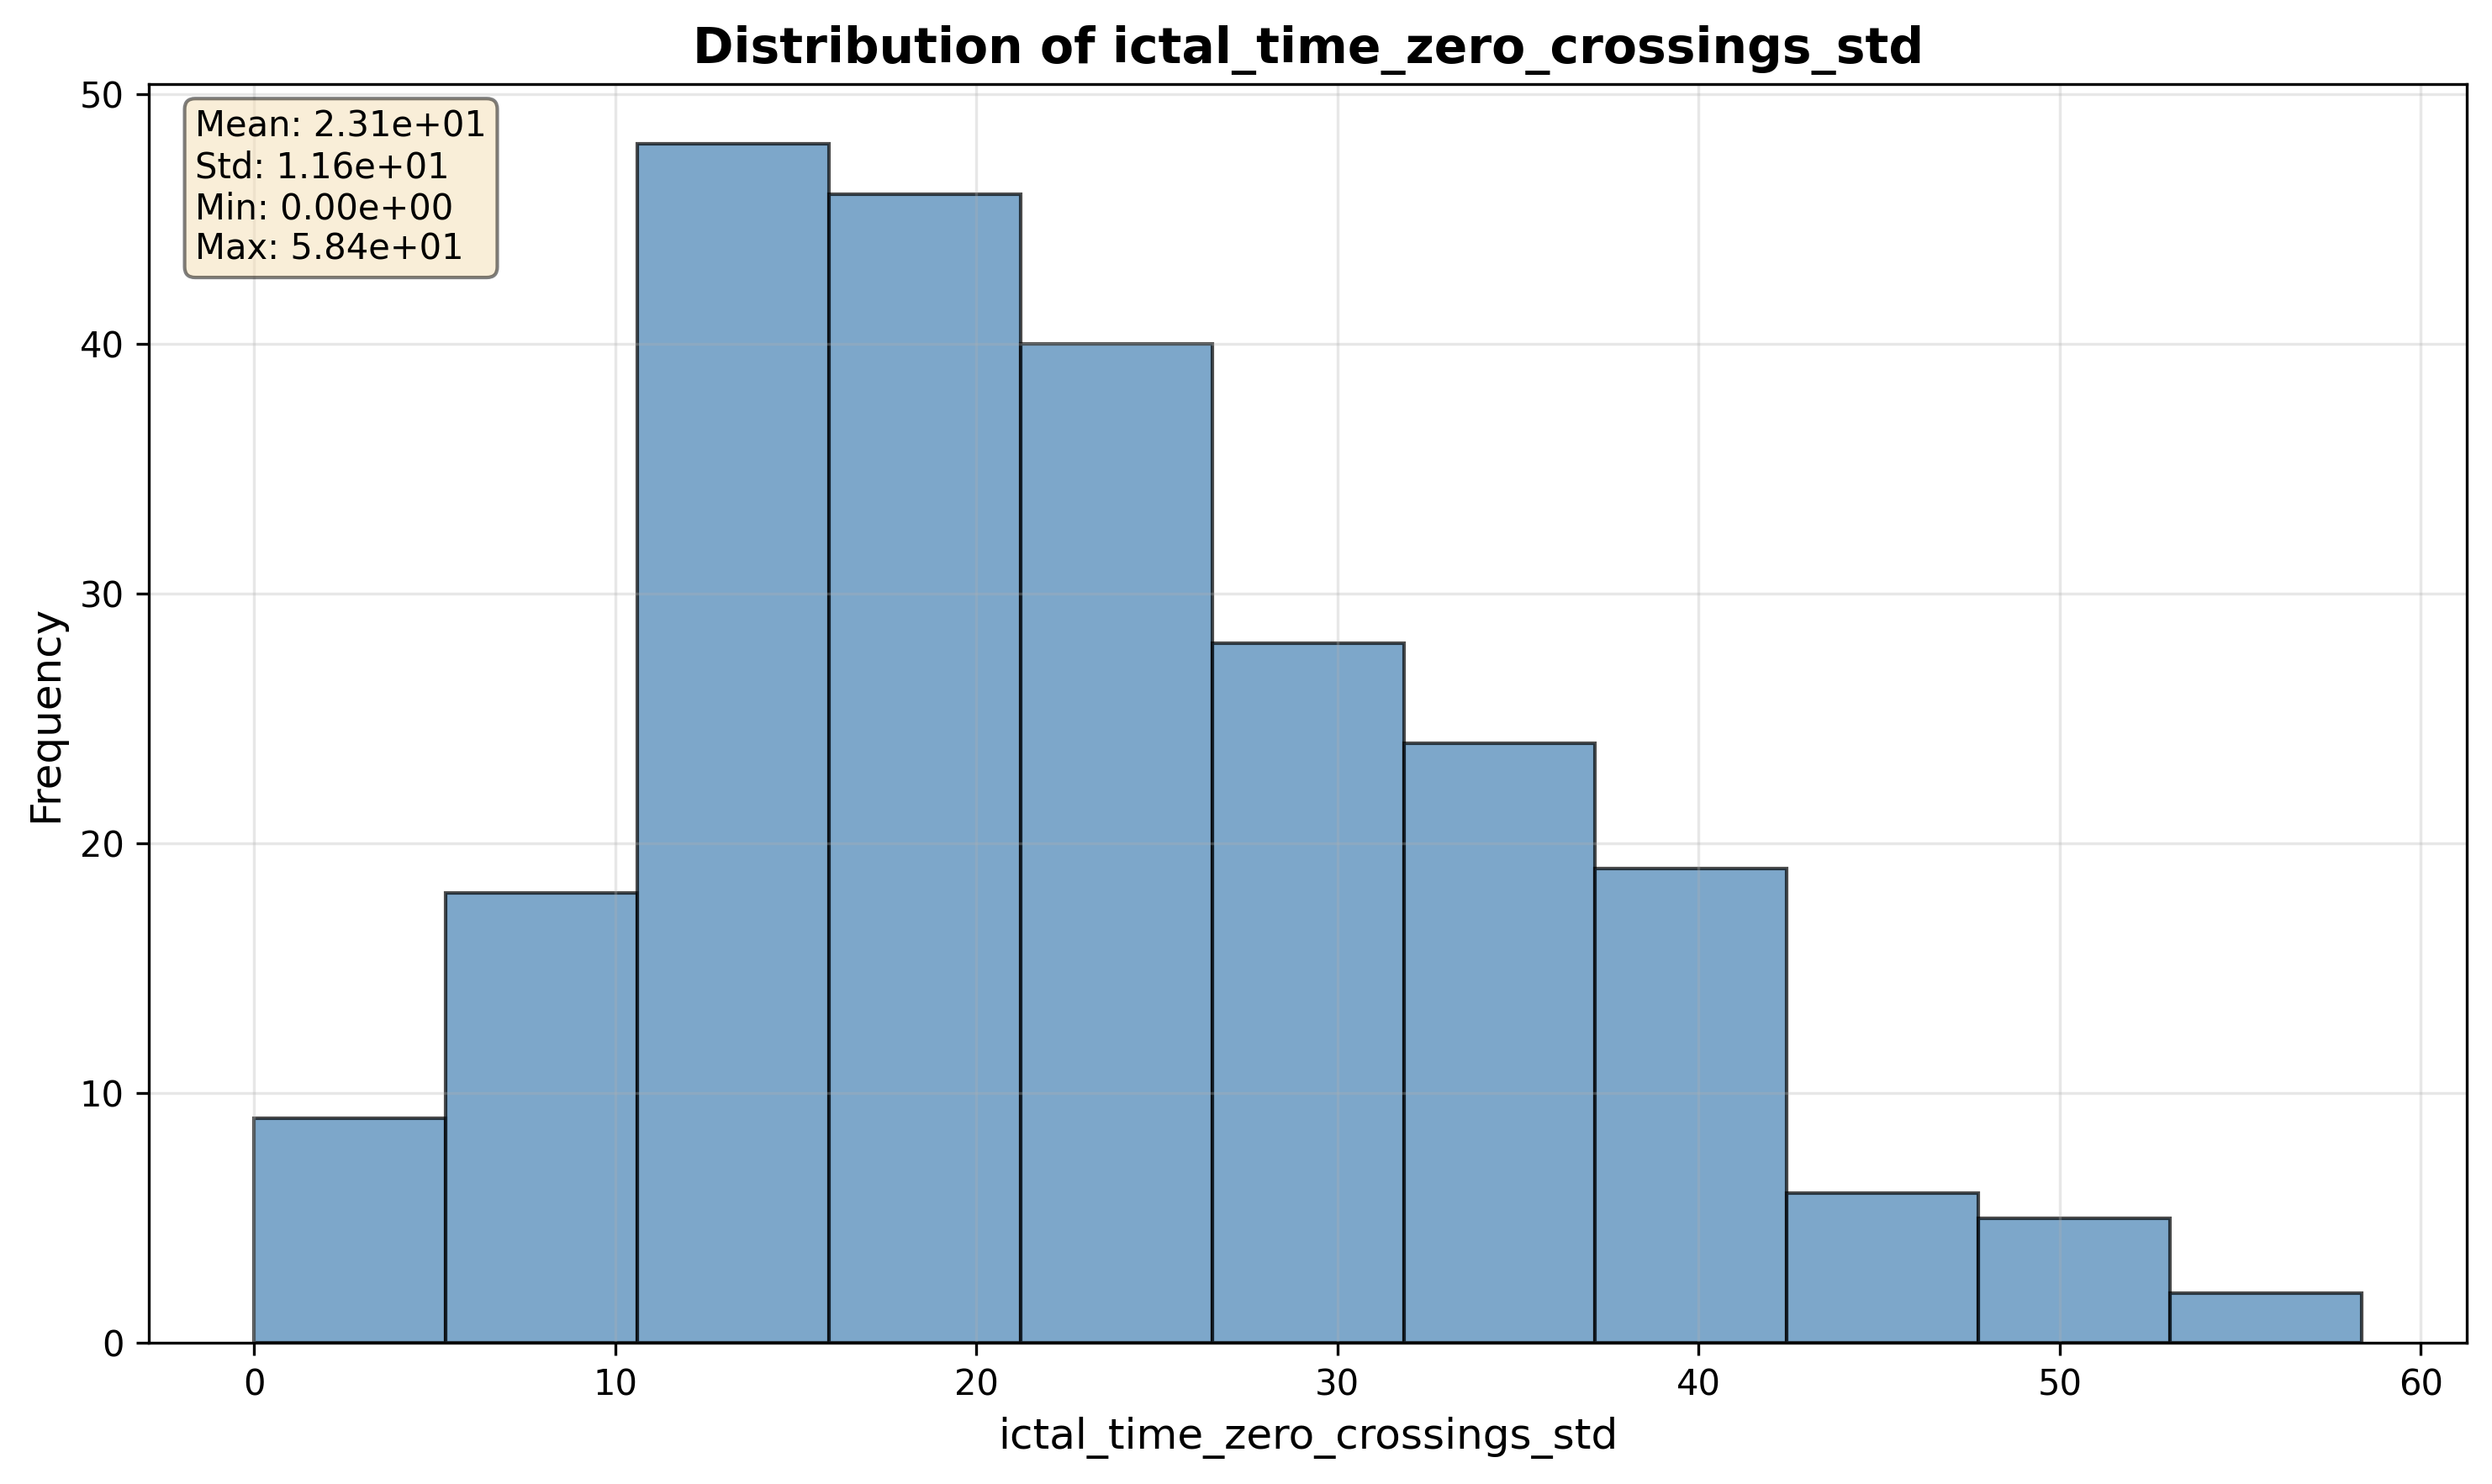 Distribution of ictal_time_zero_crossings_std
50
Mean: 2.31e+01
Std: 1.16e+01
Min: 0.00e+00
Max: 5.84e+01
40
30
Frequency
20
10
0
0 10 20 30 40 50 60
ictal_time_zero_crossings_std